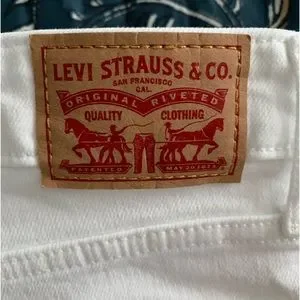 LEVI STRAUSS & CO.
SAN FRANCISCO
CAL.
ORIGINAL RIVETED
QUALITY CLOTHING
PATENTED MAY 20 1873